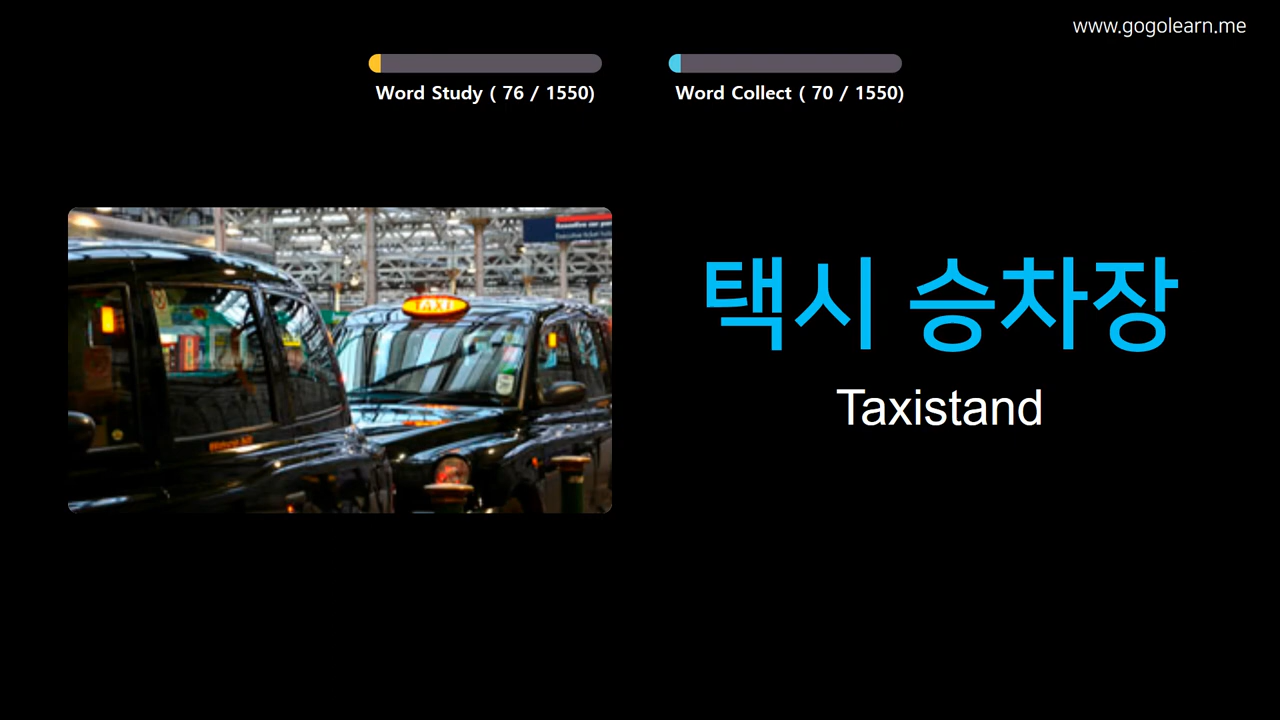 www.gogolearn.me
Word Study ( 76 / 1550)
Word Collect ( 70 / 1550)
택시 승차장
Taxistand
TAXI